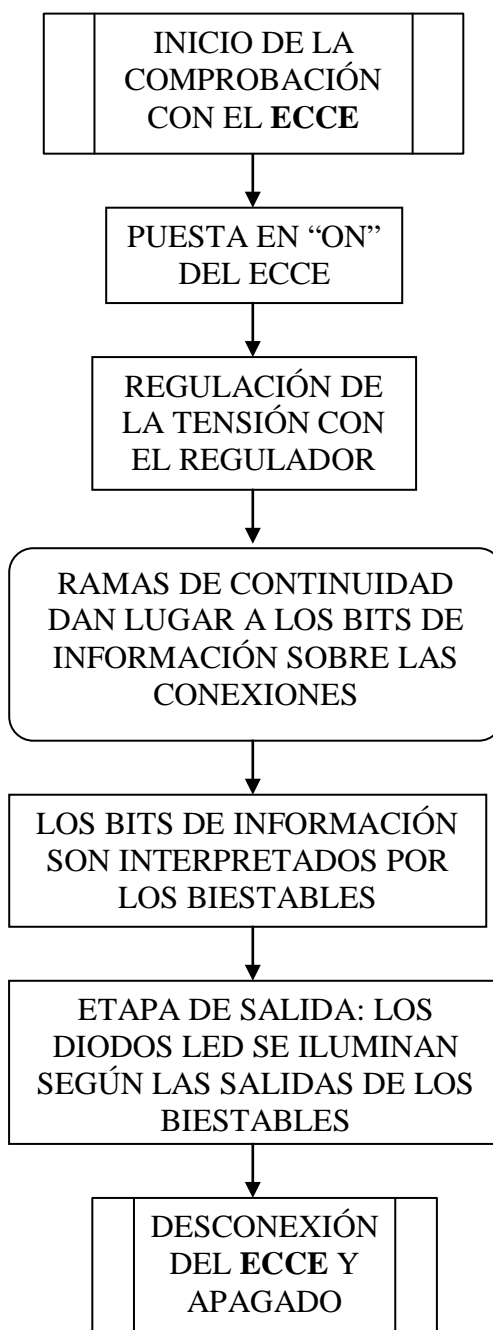 INICIO DE LA
COMPROBACIÓN
CON EL ECCE
PUESTA EN “ON”
DEL ECCE
REGULACIÓN DE
LA TENSIÓN CON
EL REGULADOR
RAMAS DE CONTINUIDAD
DAN LUGAR A LOS BITS DE
INFORMACIÓN SOBRE LAS
CONEXIONES
LOS BITS DE INFORMACIÓN
SON INTERPRETADOS POR
LOS BIESTABLES
ETAPA DE SALIDA: LOS
DIODOS LED SE ILUMINAN
SEGÚN LAS SALIDAS DE LOS
BIESTABLES
DESCONEXIÓN
DEL ECCE Y
APAGADO